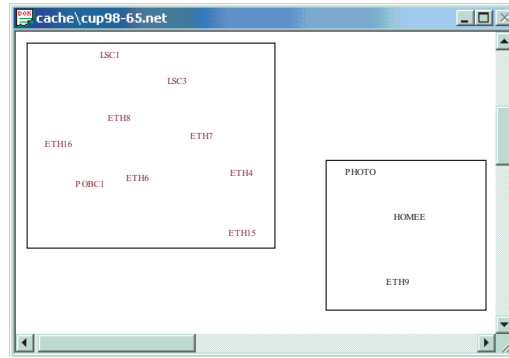 cache\cup98-65.net
LSC1
LSC3
ETH8
ETH7
ETH16
ETH4
PHOTO
ETH6
POBC1
HOMEE
ETH15
ETH9